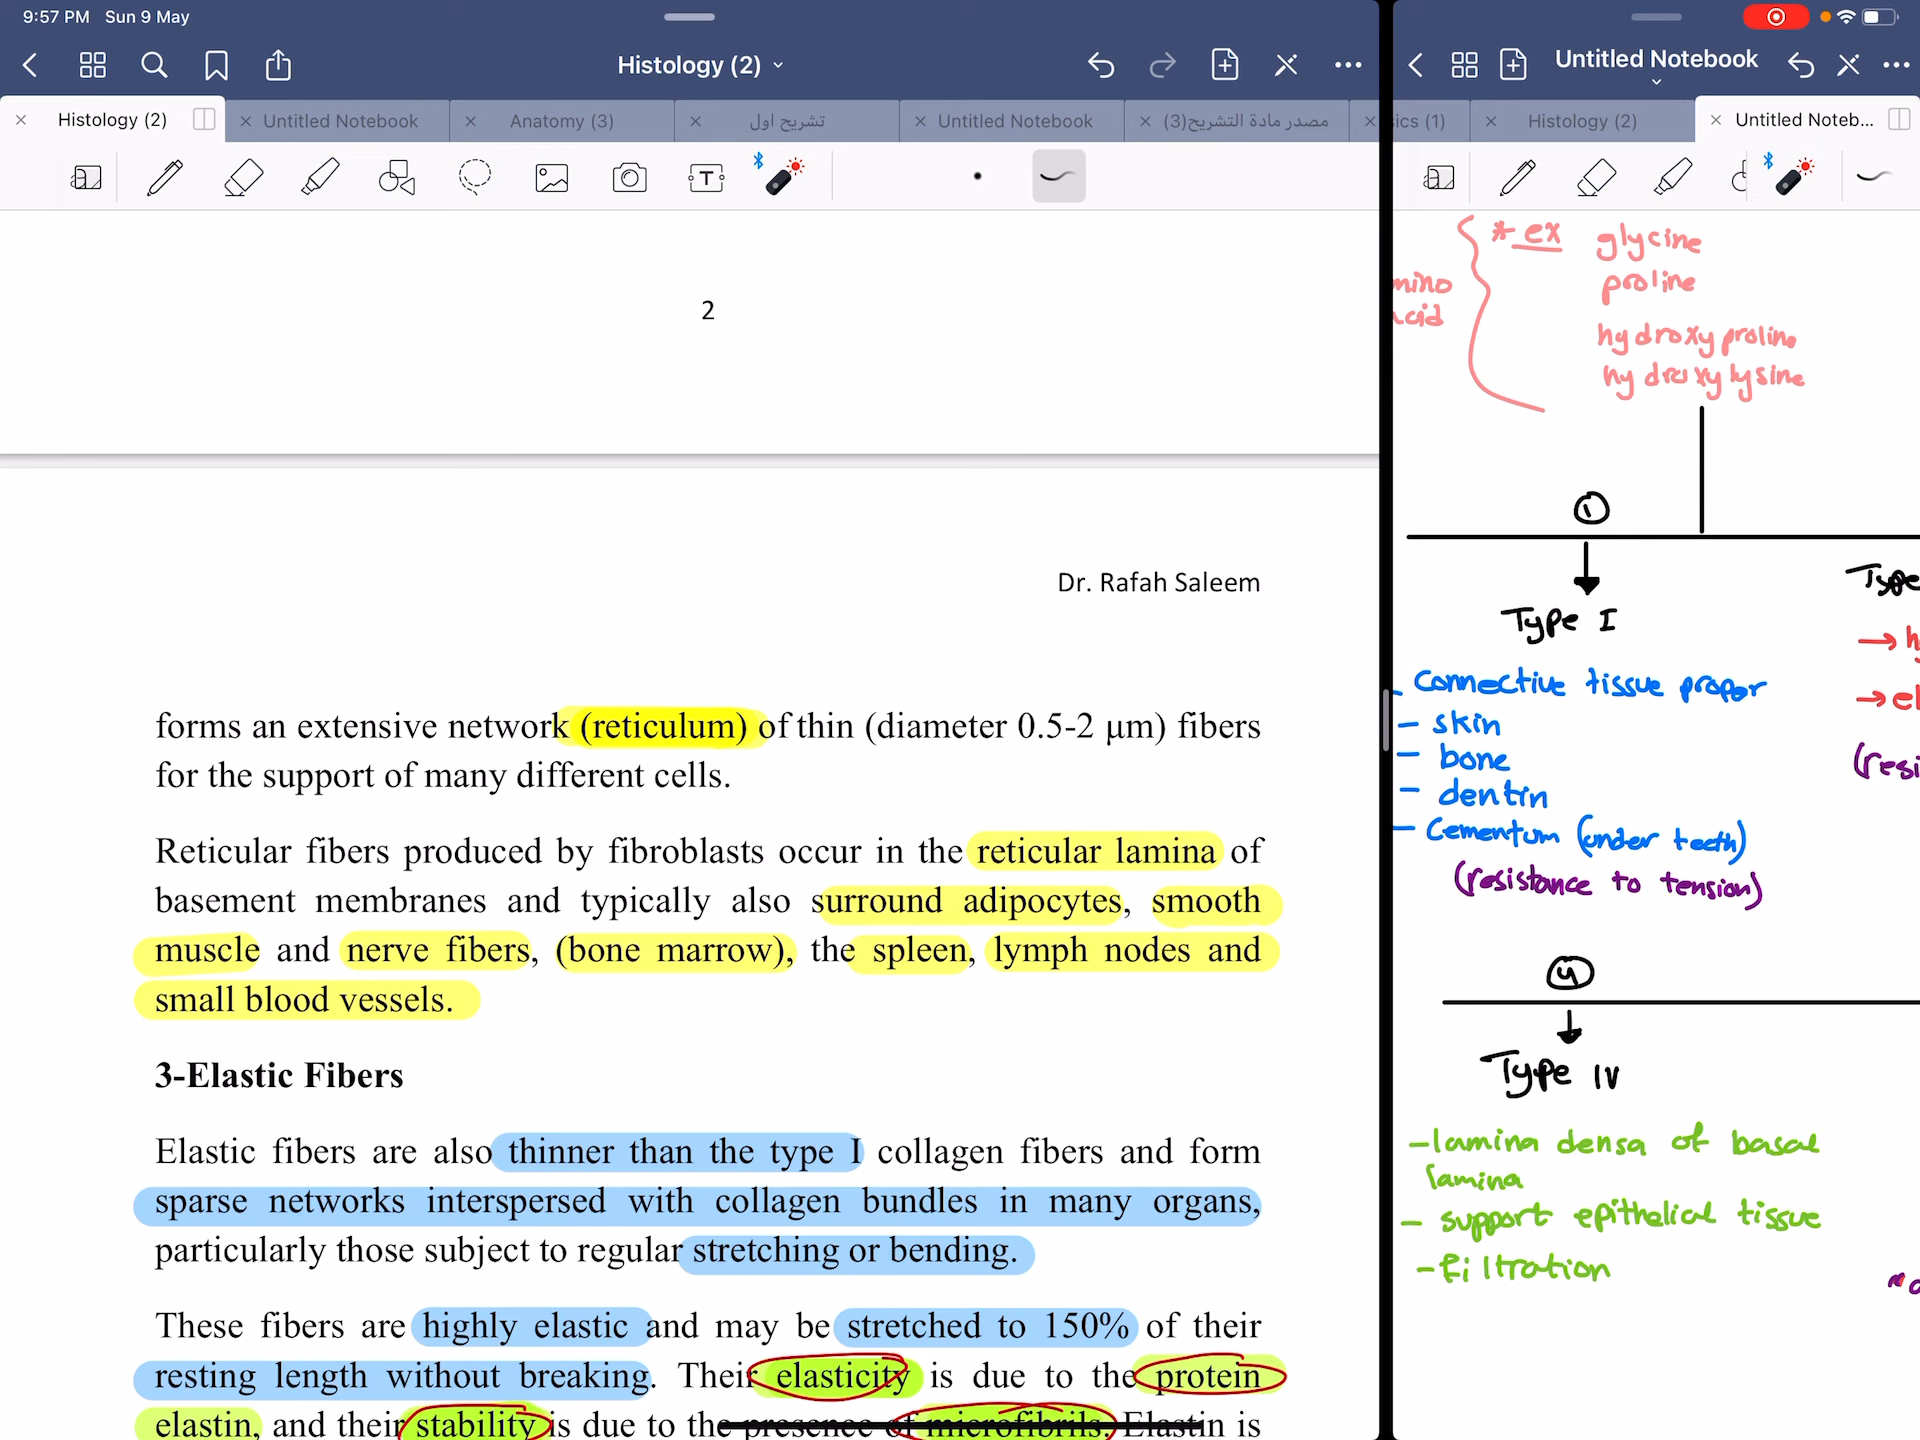 9:57 PM Sun 9 May
Histology (2)
Untitled Notebook
Histology (2)
Untitled Notebook
Anatomy (3)
تشريح اول
Untitled Notebook
مصدر مادة التشريح(3)
ics (1)
Histology (2)
Untitled Noteb...
2
Dr. Rafah Saleem
forms an extensive network (reticulum) of thin (diameter 0.5-2 µm) fibers
for the support of many different cells.
Reticular fibers produced by fibroblasts occur in the reticular lamina of
basement membranes and typically also surround adipocytes, smooth
muscle and nerve fibers, (bone marrow), the spleen, lymph nodes and
small blood vessels.
3-Elastic Fibers
Elastic fibers are also thinner than the type I collagen fibers and form
sparse networks interspersed with collagen bundles in many organs,
particularly those subject to regular stretching or bending.
These fibers are highly elastic and may be stretched to 150% of their
resting length without breaking. Their elasticity is due to the protein
elastin, and their stability is due to the presence of microfibrils. Elastin is
* ex glycine
proline
hydroxyproline
hydroxylysine
mino
acid
1
Type I
- Connective tissue proper
- skin
- bone
- dentin
- Cementum (under teeth)
(resistance to tension)
Type
→ h
→ el
(resi
4
Type IV
- lamina densa of basal
lamina
- support epithelial tissue
- filtration